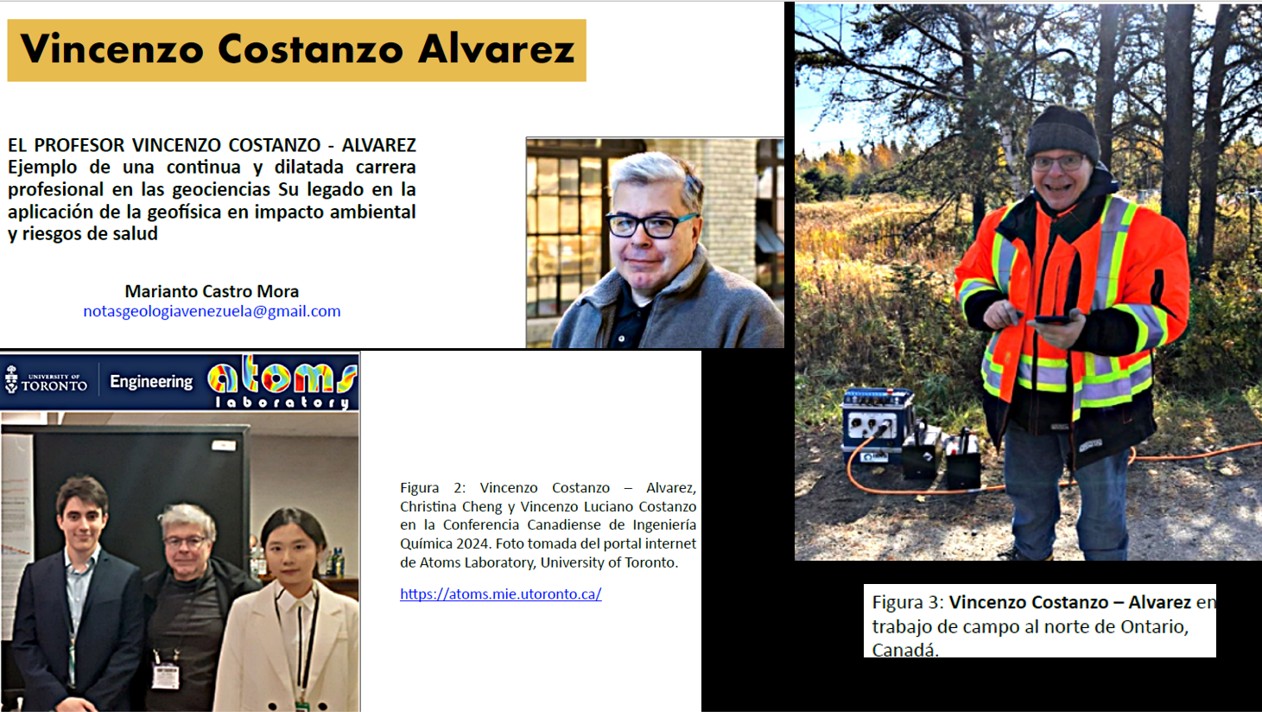 Vincenzo Costanzo Alvarez
EL PROFESOR VINCENZO COSTANZO - ALVAREZ
Ejemplo de una continua y dilatada carrera
profesional en las geociencias Su legado en la
aplicación de la geofísica en impacto ambiental
y riesgos de salud
Marianto Castro Mora
notasgeologiavenezuela@gmail.com
UNIVERSITY OF
TORONTO
Engineering
atoms
laboratory
Figura 2: Vincenzo Costanzo – Alvarez,
Christina Cheng y Vincenzo Luciano Costanzo
en la Conferencia Canadiense de Ingeniería
Química 2024. Foto tomada del portal internet
de Atoms Laboratory, University of Toronto.
https://atoms.mie.utoronto.ca/
Figura 3: Vincenzo Costanzo – Alvarez en
trabajo de campo al norte de Ontario,
Canadá.